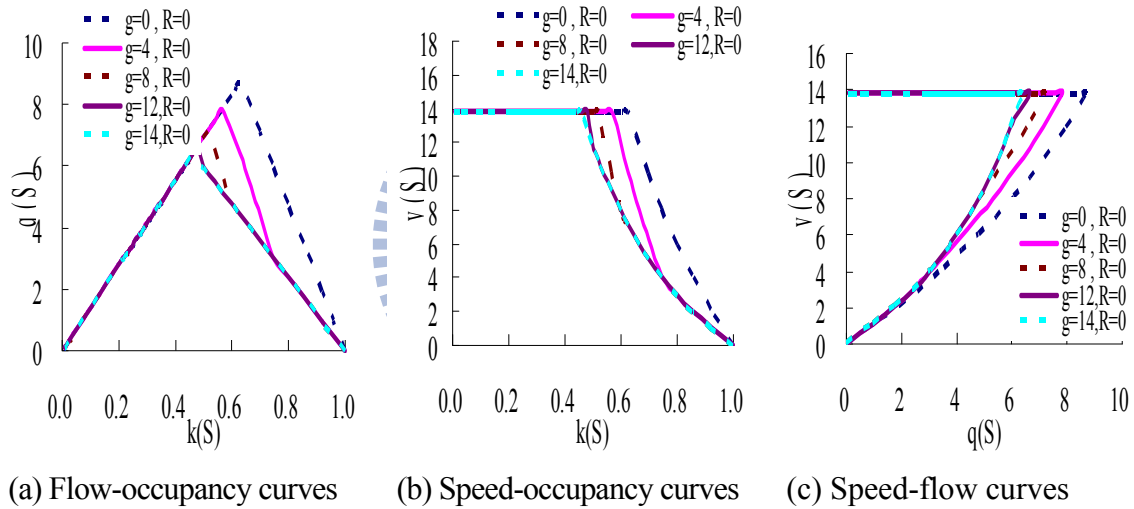 g=0 , R=0
g=4 , R=0
g=8 , R=0
g=12,R=0
g=14,R=0
10
8
6
4
2
0
q(S)
0.0 0.2 0.4 0.6 0.8 1.0
k(S)
(a) Flow-occupancy curves
g=0 , R=0 g=4 , R=0
g=8 , R=0 g=12,R=0
g=14,R=0
20
18
16
14
12
10
8
6
4
2
0
v(S)
0.0 0.2 0.4 0.6 0.8 1.0
k(S)
(b) Speed-occupancy curves
16
14
12
10
8
6
4
2
0
v(S)
g=0 , R=0
g=4 , R=0
g=8 , R=0
g=12,R=0
g=14,R=0
0 2 4 6 8 10
q(S)
(c) Speed-flow curves